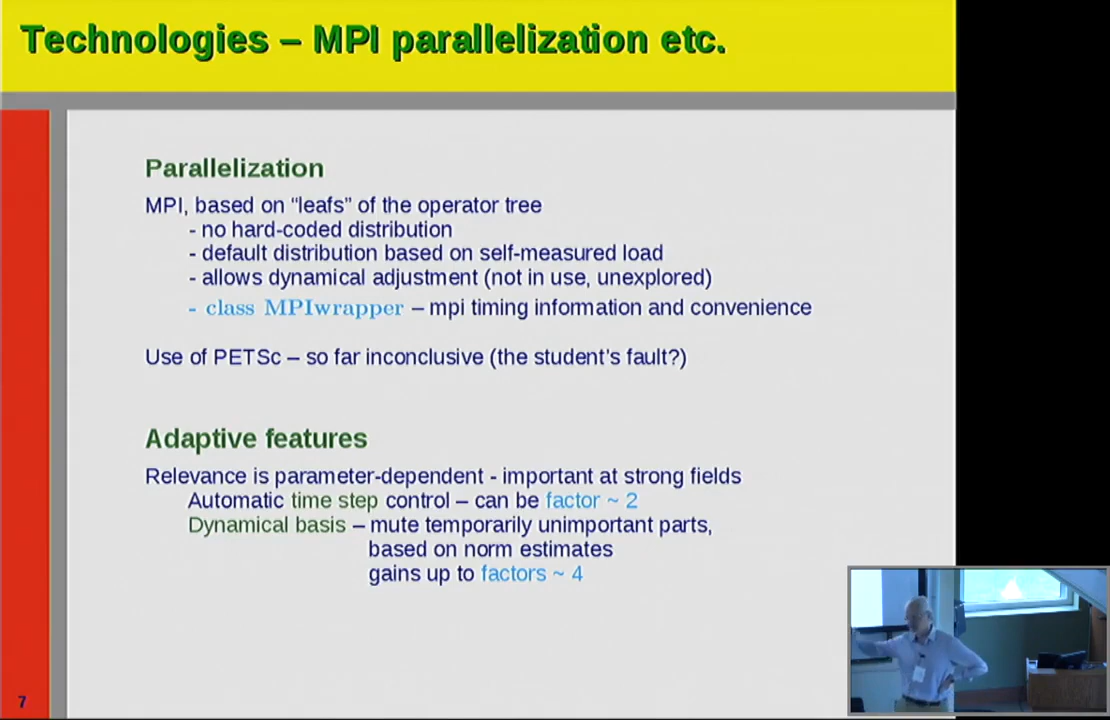 Technologies – MPI parallelization etc.
Parallelization
MPI, based on “leafs” of the operator tree
- no hard-coded distribution
- default distribution based on self-measured load
- allows dynamical adjustment (not in use, unexplored)
- class MPIwrapper – mpi timing information and convenience
Use of PETSc – so far inconclusive (the student's fault?)
Adaptive features
Relevance is parameter-dependent - important at strong fields
Automatic time step control – can be factor ~ 2
Dynamical basis – mute temporarily unimportant parts,
based on norm estimates
gains up to factors ~ 4
7